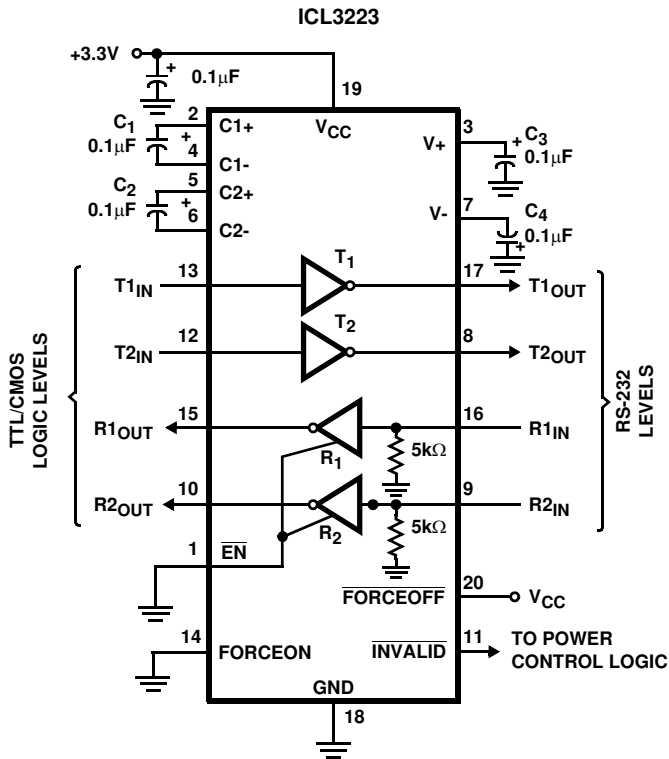 ICL3223
+3.3V
+
0.1μF
19
2
C1+
VCC
3
C1
0.1μF
+
4
C1-
V+
+
C3
0.1μF
5
C2+
C2
0.1μF
+
6
C2-
7
V-
C4
0.1μF
+
TTL/CMOS
LOGIC LEVELS
RS-232
LEVELS
T1IN
13
T1
17
T1OUT
T2IN
12
T2
8
T2OUT
R1OUT
15
R1
5kΩ
16
R1IN
R2OUT
10
R2
5kΩ
9
R2IN
1
EN
FORCEOFF
20
VCC
14
FORCEON
INVALID
11
TO POWER
CONTROL LOGIC
GND
18